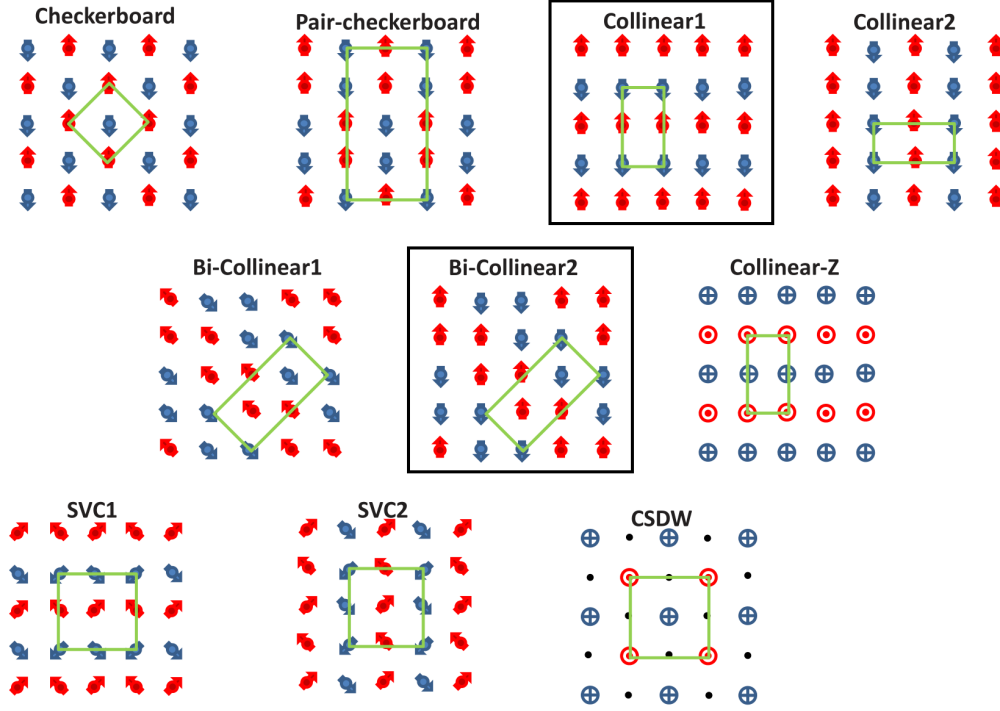 Checkerboard
Pair-checkerboard
Collinear1
Collinear2
Bi-Collinear1
Bi-Collinear2
Collinear-Z
SVC1
SVC2
CSDW